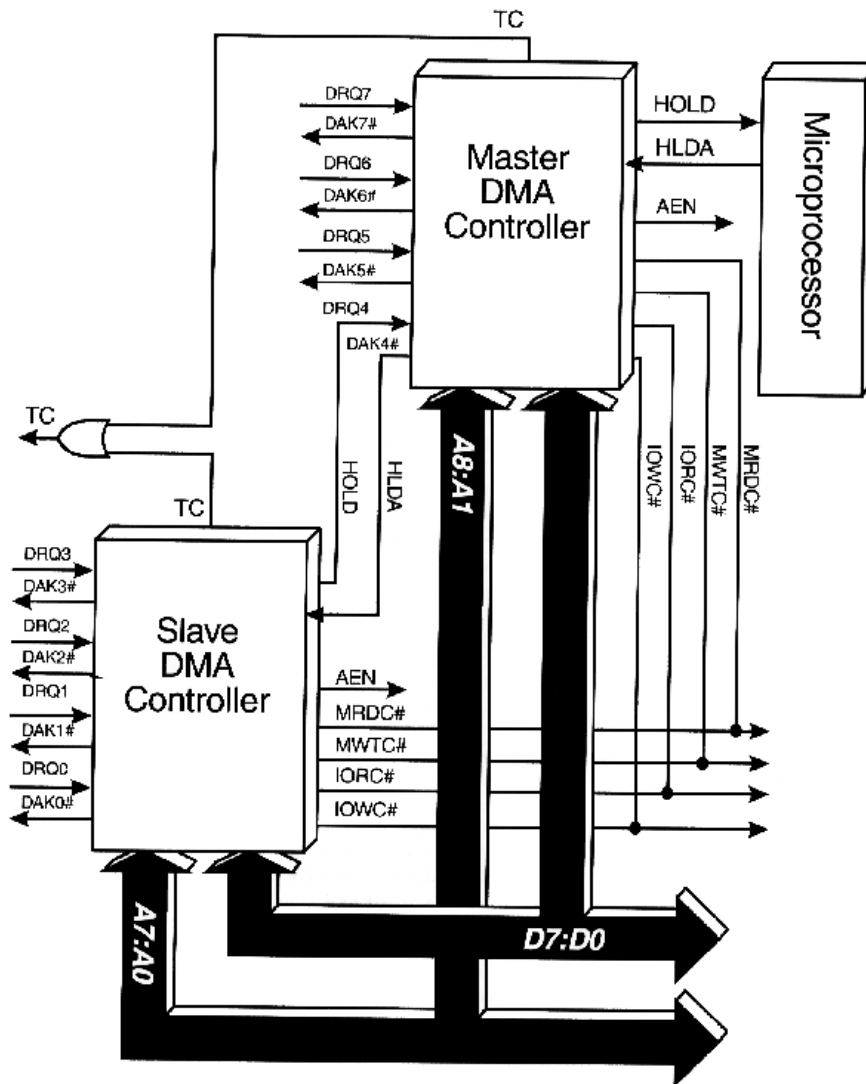 TC
DRQ7
DAK7#
DRQ6
DAK6#
DRQ5
DAK5#
DRQ4
DAK4#
Master
DMA
Controller
HOLD
HLDA
AEN
Microprocessor
TC
TC
HOLD
HLDA
A8:A1
IOWC#
IORC#
MWTC#
MRDC#
DRQ3
DAK3#
DRQ2
DAK2#
DRQ1
DAK1#
DRQ0
DAK0#
Slave
DMA
Controller
AEN
MRDC#
MWTC#
IORC#
IOWC#
A7:A0
D7:D0